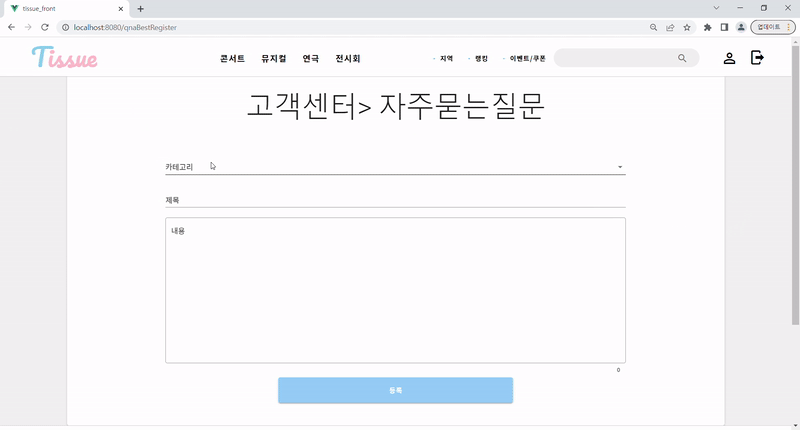 tissue_front
localhost:8080/qnaBestRegister
업데이트
Tissue
콘서트 뮤지컬 연극 전시회 - 지역 - 랭킹 - 이벤트/쿠폰
고객센터> 자주묻는질문
카테고리
제목
내용
0
등록